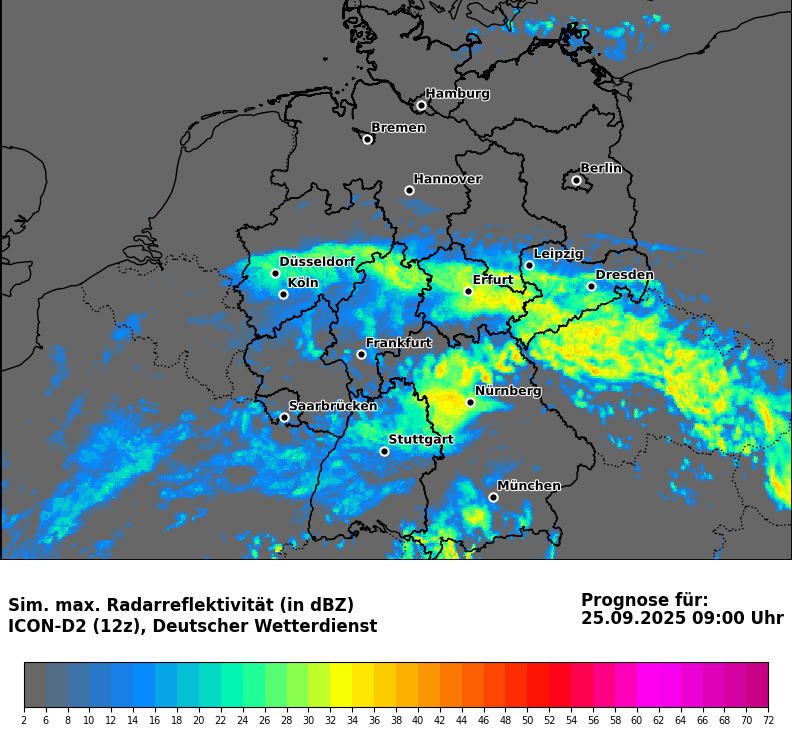 Hamburg
Bremen
Berlin
Hannover
Leipzig
Düsseldorf
Dresden
Köln
Erfurt
Frankfurt
Nürnberg
Saarbrücken
Stuttgart
München
Sim. max. Radarreflektivität (in dBZ)
ICON-D2 (12z), Deutscher Wetterdienst
Prognose für:
25.09.2025 09:00 Uhr
2 6 8 10 12 14 16 18 20 22 24 26 28 30 32 34 36 38 40 42 44 46 48 50 52 54 56 58 60 62 64 66 68 70 72